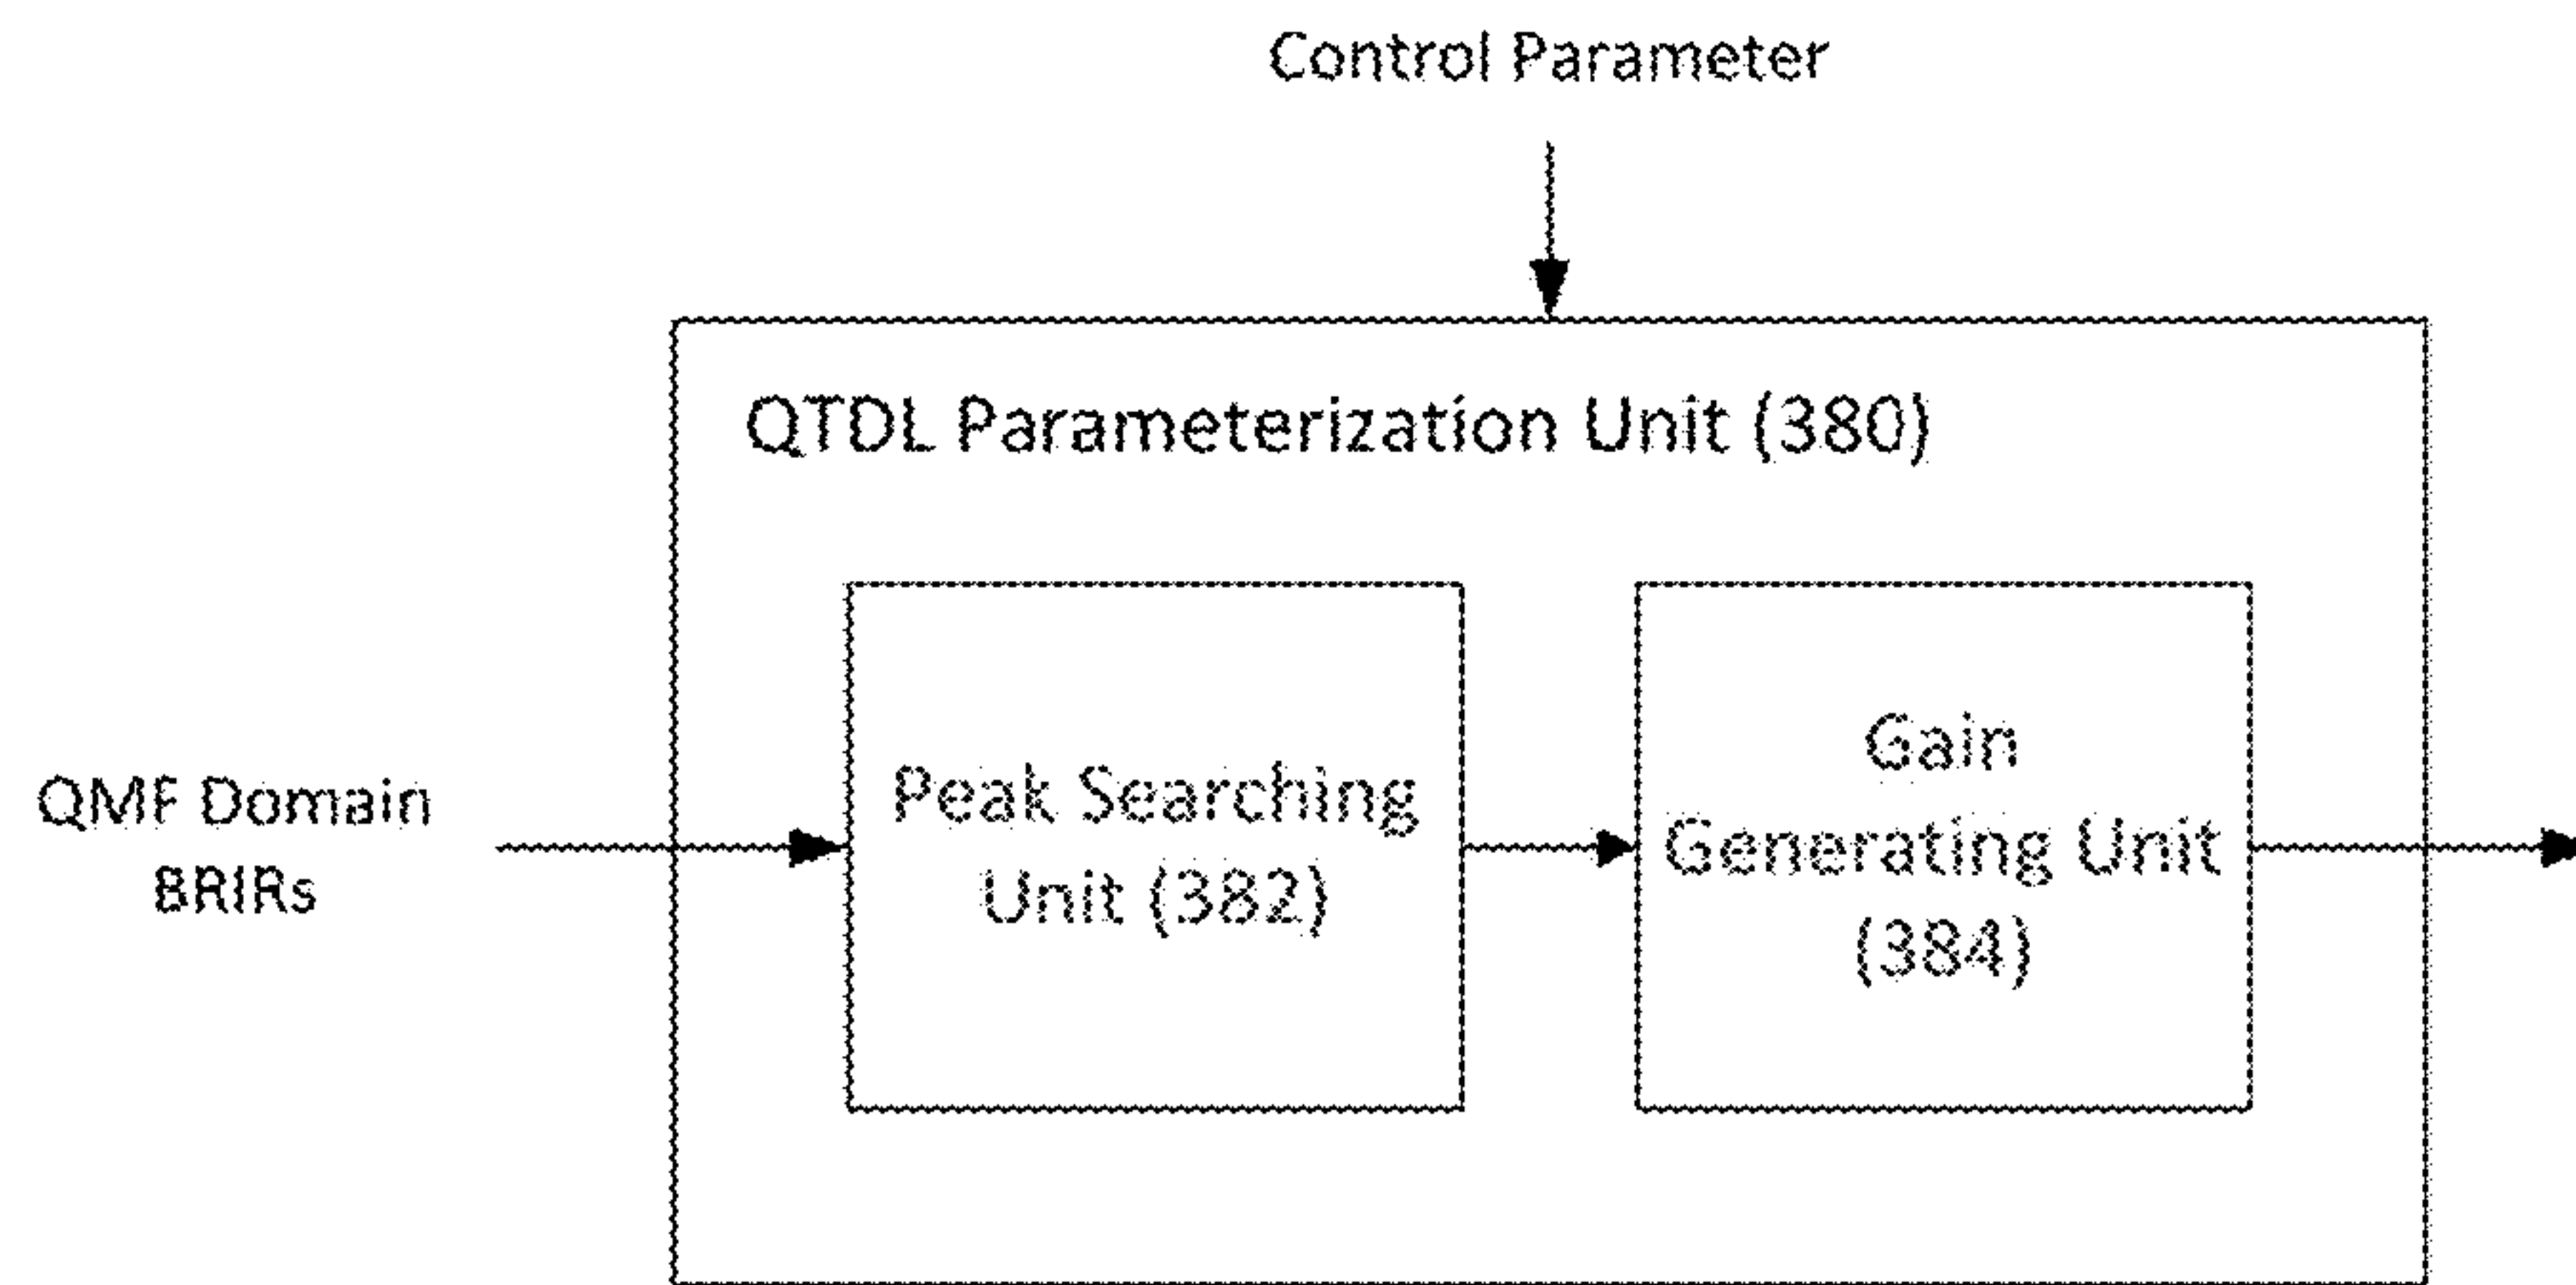 Control Parameter
QTDL Parameterization Unit (380)
QMF Domain
BRIRs
Peak Searching
Unit (382)
Gain
Generating Unit
(384)